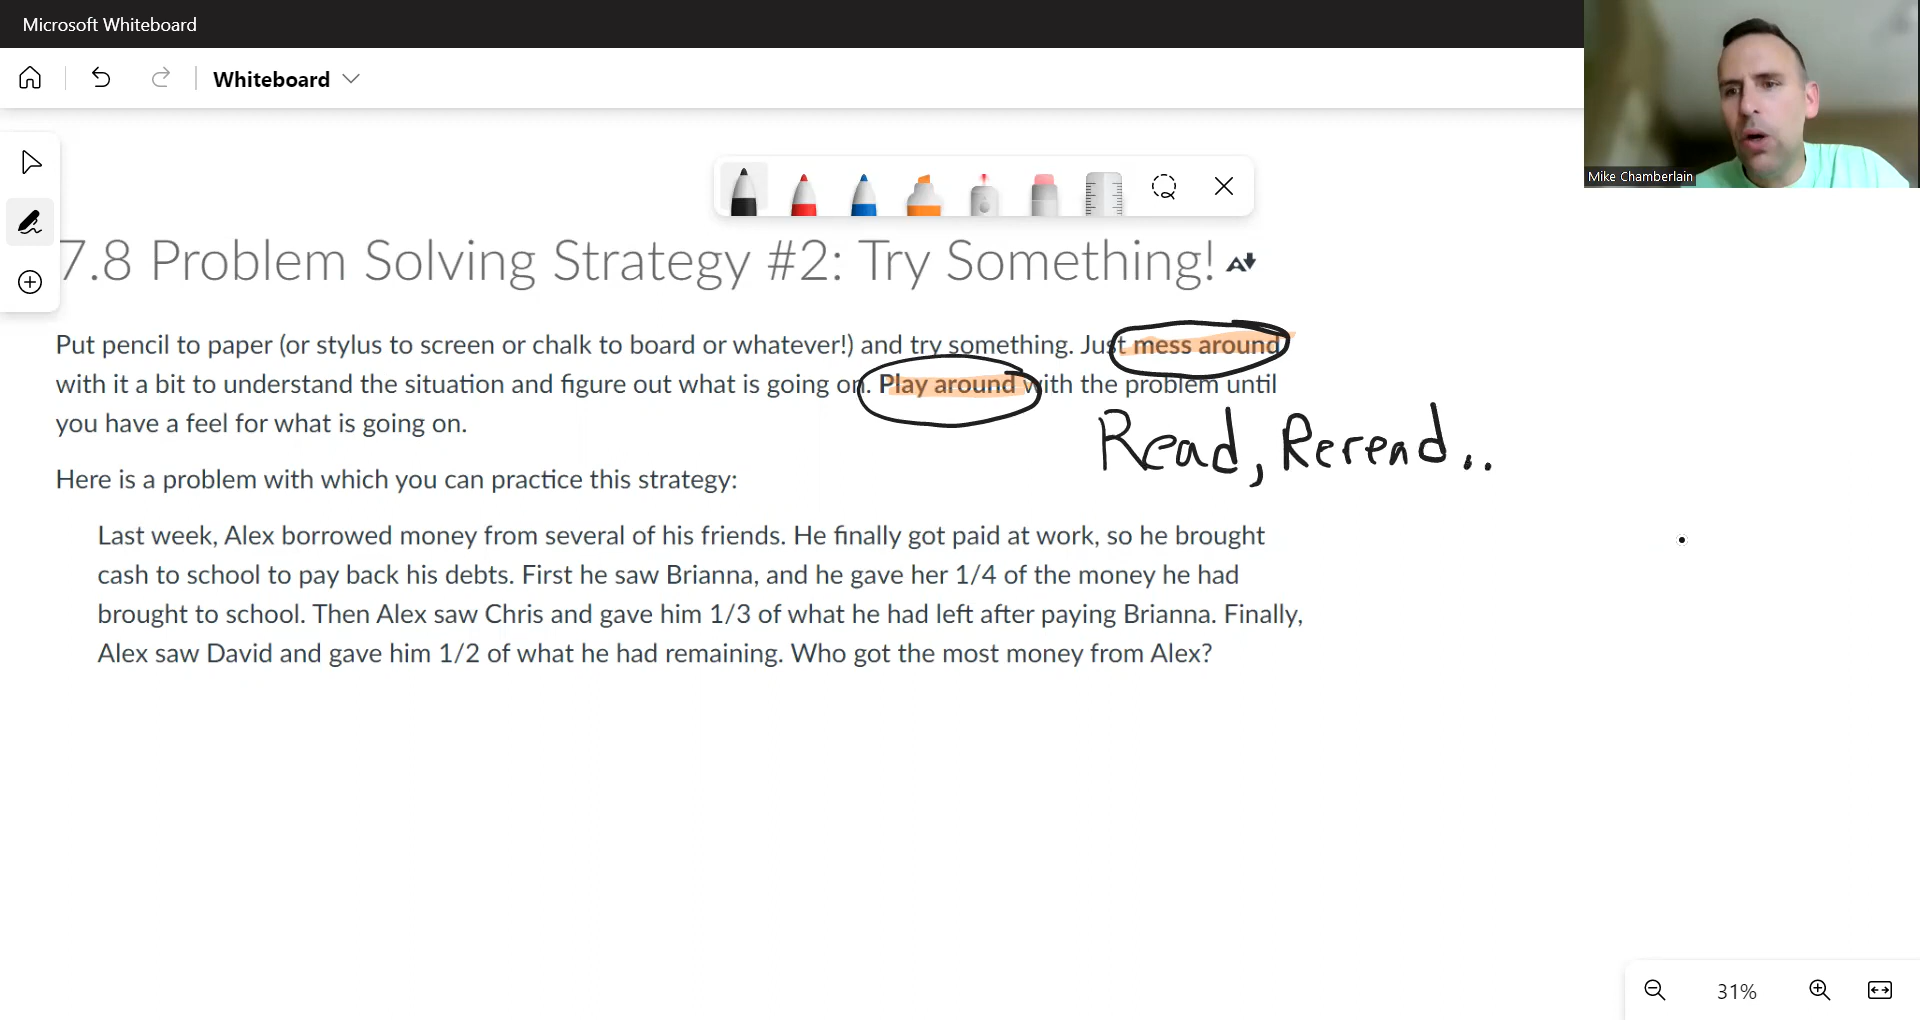 Microsoft Whiteboard
Whiteboard
Mike Chamberlain
7.8 Problem Solving Strategy #2: Try Something!
Put pencil to paper (or stylus to screen or chalk to board or whatever!) and try something. Just mess around
with it a bit to understand the situation and figure out what is going on. Play around with the problem until
you have a feel for what is going on.
Read, Reread...
Here is a problem with which you can practice this strategy:
Last week, Alex borrowed money from several of his friends. He finally got paid at work, so he brought
cash to school to pay back his debts. First he saw Brianna, and he gave her 1/4 of the money he had
brought to school. Then Alex saw Chris and gave him 1/3 of what he had left after paying Brianna. Finally,
Alex saw David and gave him 1/2 of what he had remaining. Who got the most money from Alex?
31%